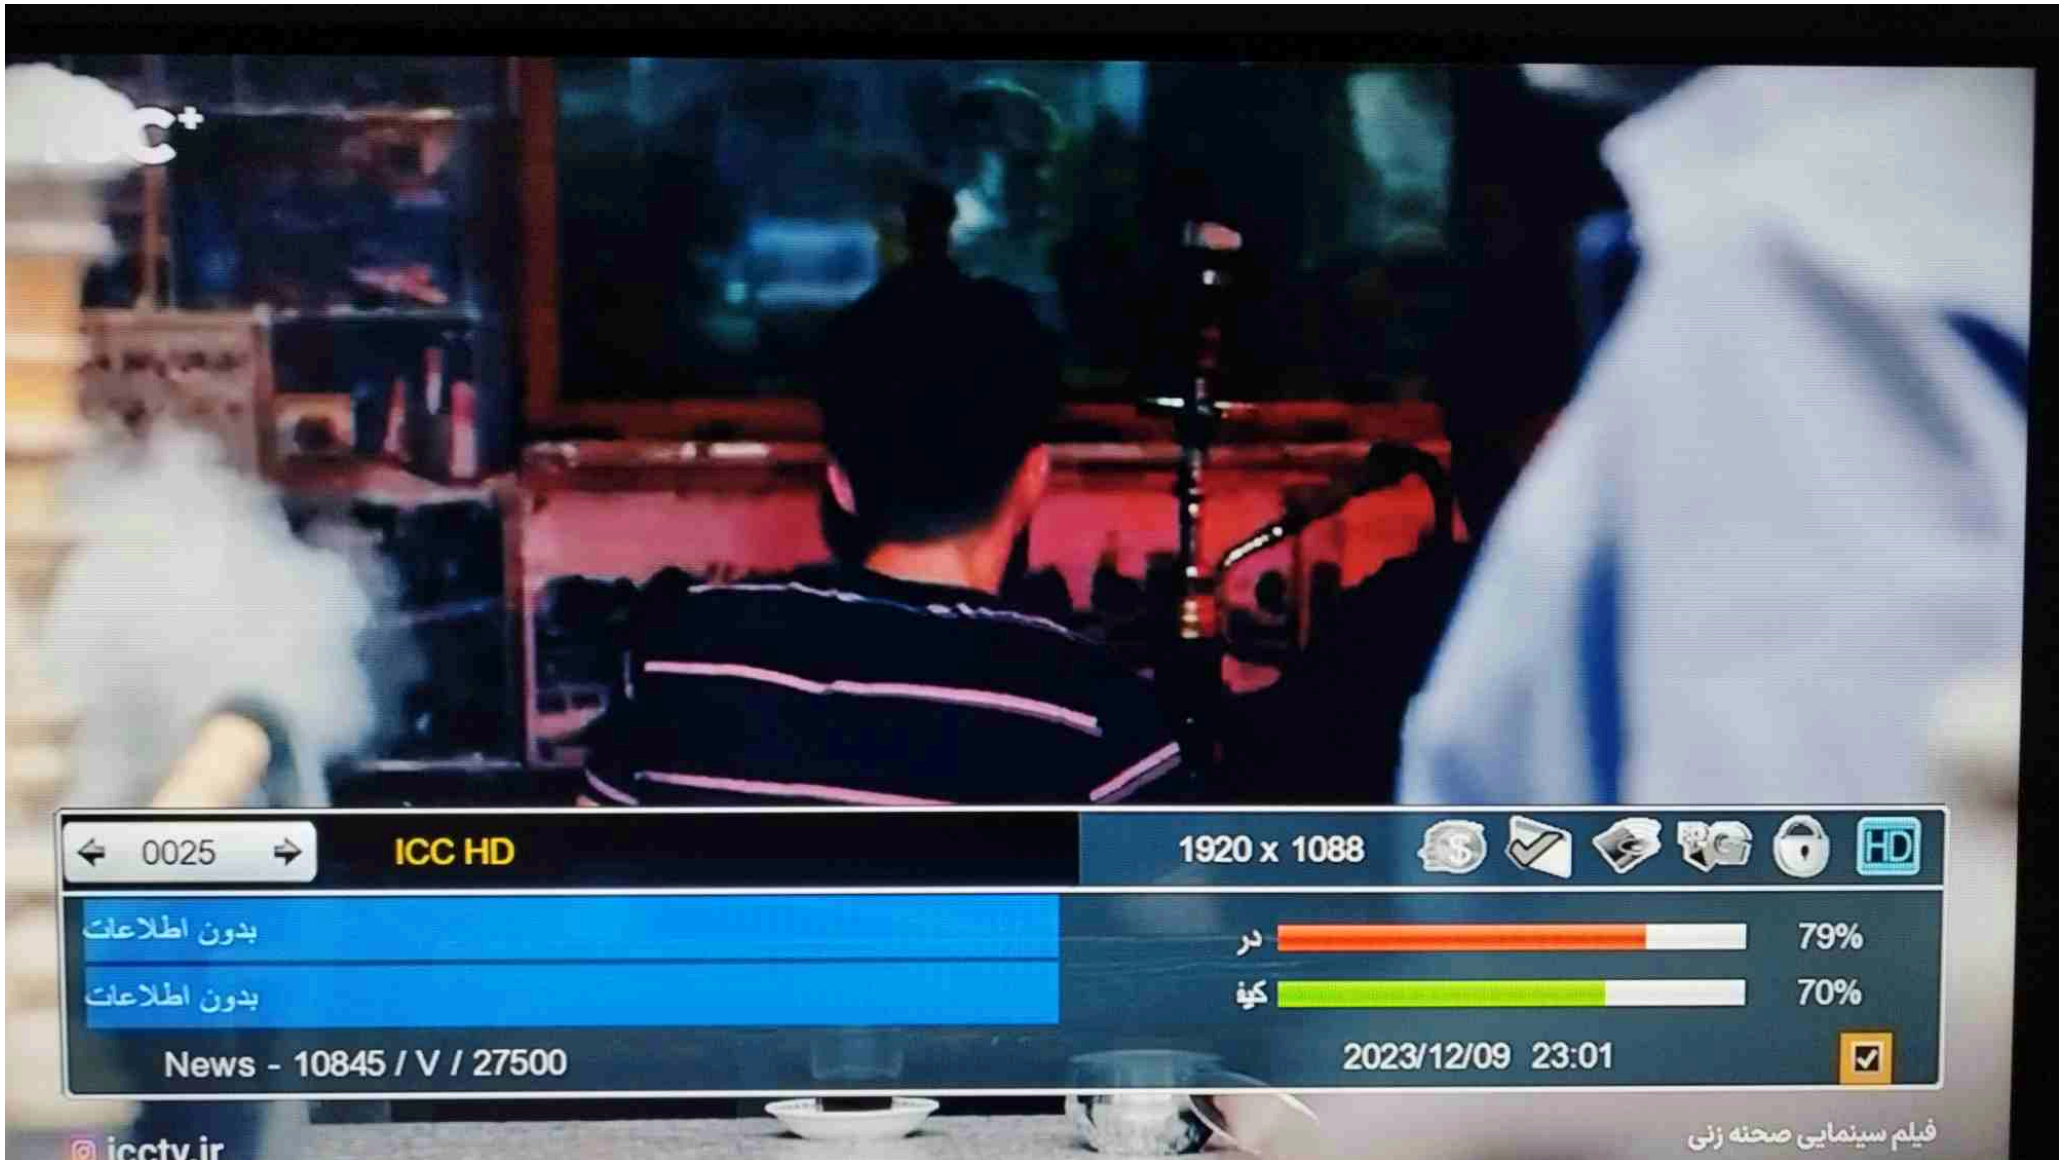 C+
0025
ICC HD
1920 x 1088
HD
بدون اطلاعات
در
79%
بدون اطلاعات
کیف
70%
News - 10845 / V / 27500
2023/12/09 23:01
icctv.ir
فیلم سینمایی صحنه زنی